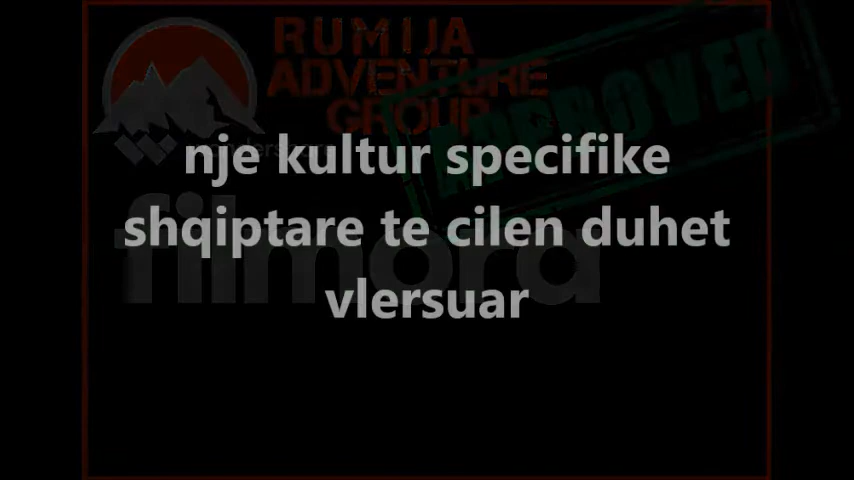 RUMIJA
ADVENTURE
GROUP
APPROVED
nje kultur specifike
shqiptare te cilen duhet
vlersuar
filmora